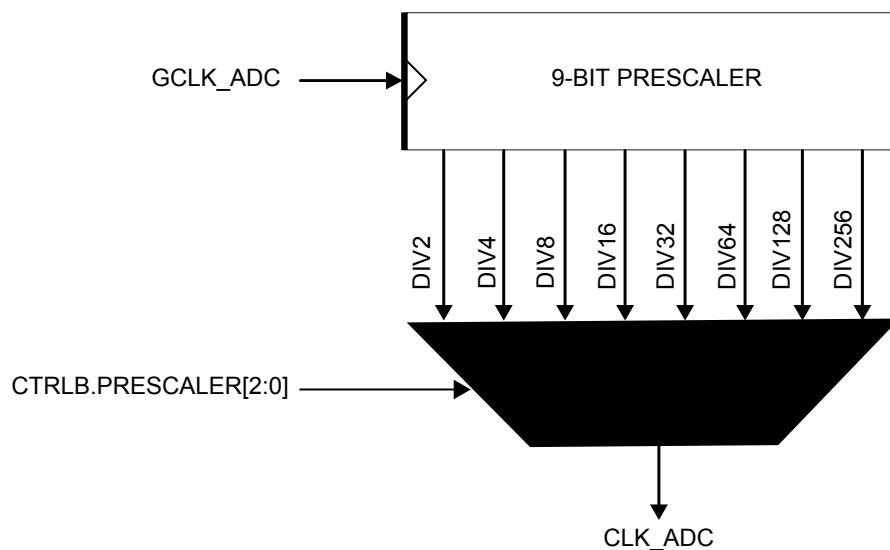 GCLK_ADC
9-BIT PRESCALER
DIV2
DIV4
DIV8
DIV16
DIV32
DIV64
DIV128
DIV256
CTRLB.PRESCALER[2:0]
CLK_ADC